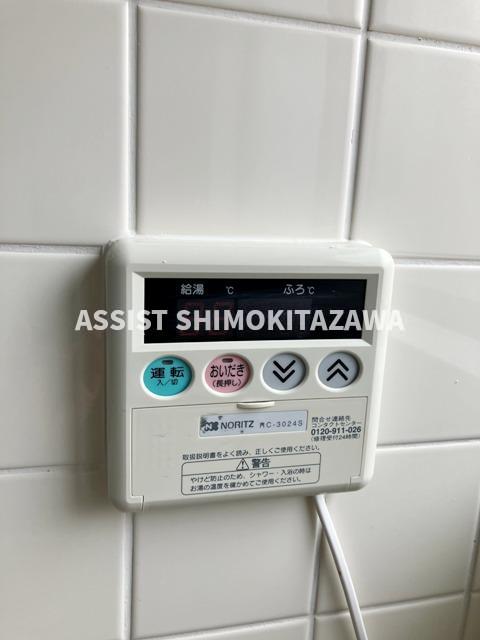 給湯 ℃ ふろ℃
ASSIST SHIMOKITAZAWA
運転 入/切
おいだき (長押し)
NORITZ RC-3024S
問合せ連絡先
コンタクトセンター
0120-911-026
(修理受付24時間)
取扱説明書をよく読み、正しくご使用ください。
警告
やけど防止のため、シャワー・入浴の時は
お湯の温度を確かめてご使用ください。